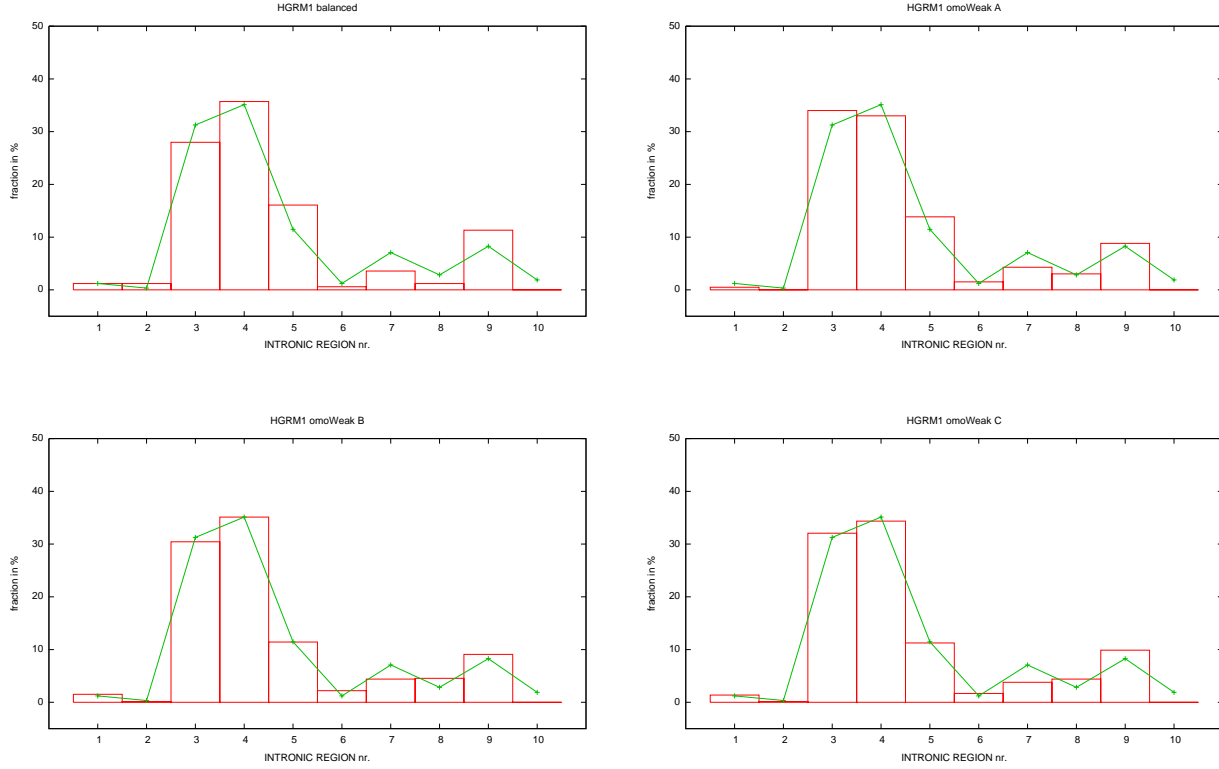 HGRM1 balanced
50
40
30
20
10
0
fraction in %
1 2 3 4 5 6 7 8 9 10
INTRONIC REGION nr.
HGRM1 omoWeak A
50
40
30
20
10
0
fraction in %
1 2 3 4 5 6 7 8 9 10
INTRONIC REGION nr.
HGRM1 omoWeak B
50
40
30
20
10
0
fraction in %
1 2 3 4 5 6 7 8 9 10
INTRONIC REGION nr.
HGRM1 omoWeak C
50
40
30
20
10
0
fraction in %
1 2 3 4 5 6 7 8 9 10
INTRONIC REGION nr.